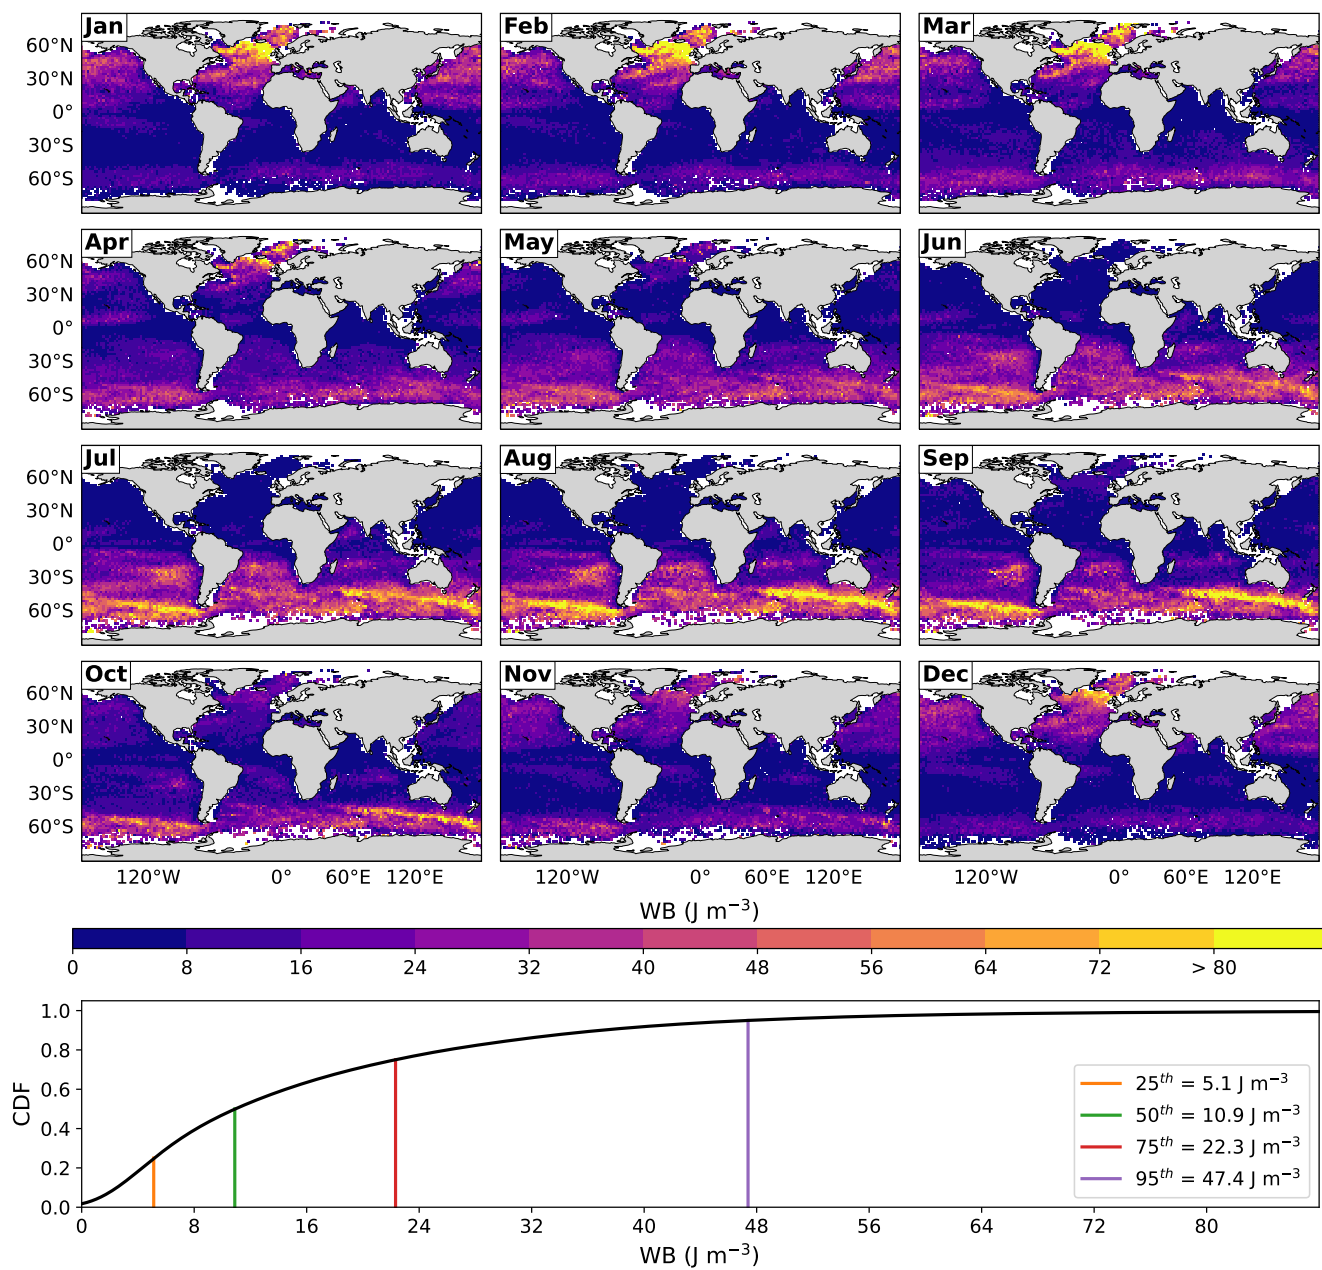 Jan
Feb
Mar
60°N
30°N
0°
30°S
60°S
Apr
May
Jun
60°N
30°N
0°
30°S
60°S
Jul
Aug
Sep
60°N
30°N
0°
30°S
60°S
Oct
Nov
Dec
60°N
30°N
0°
30°S
60°S
120°W 0° 60°E 120°E 120°W 0° 60°E 120°E 120°W 0° 60°E 120°E
WB (J m⁻³)
0 8 16 24 32 40 48 56 64 72 > 80
1.0
0.8
0.6
0.4
0.2
0.0
CDF
25ᵗʰ = 5.1 J m⁻³
50ᵗʰ = 10.9 J m⁻³
75ᵗʰ = 22.3 J m⁻³
95ᵗʰ = 47.4 J m⁻³
0 8 16 24 32 40 48 56 64 72 80
WB (J m⁻³)